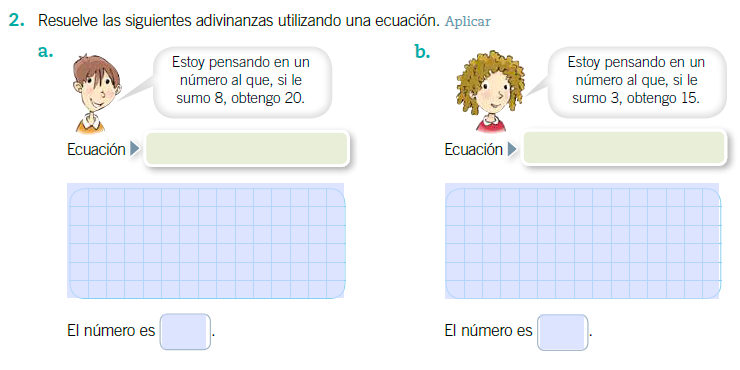 2. Resuelve las siguientes adivinanzas utilizando una ecuación. Aplicar
a.
Estoy pensando en un
número al que, si le
sumo 8, obtengo 20.
Ecuación
El número es .
b.
Estoy pensando en un
número al que, si le
sumo 3, obtengo 15.
Ecuación
El número es .